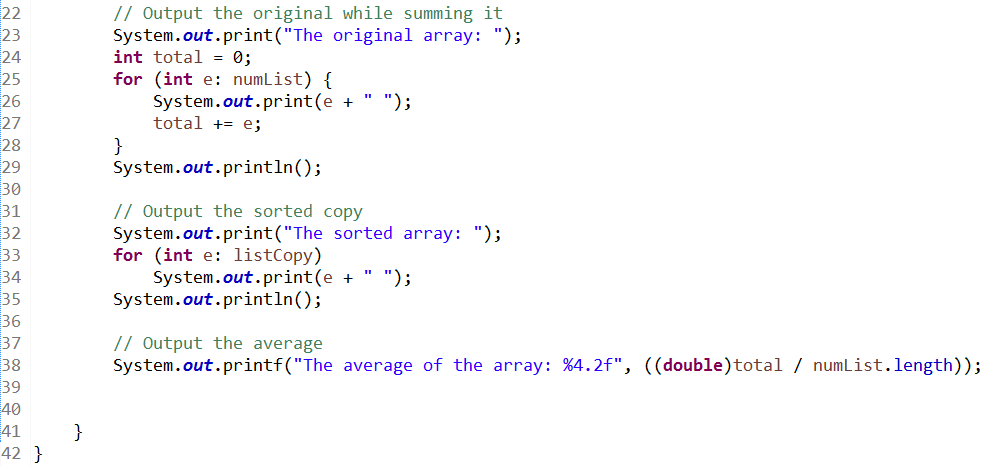 22 // Output the original while summing it
23 System.out.print("The original array: ");
24 int total = 0;
25 for (int e: numList) {
26 System.out.print(e + " ");
27 total += e;
28 }
29 System.out.println();
30
31 // Output the sorted copy
32 System.out.print("The sorted array: ");
33 for (int e: listCopy)
34 System.out.print(e + " ");
35 System.out.println();
36
37 // Output the average
38 System.out.printf("The average of the array: %4.2f", ((double)total / numList.length));
39
40
41 }
42 }